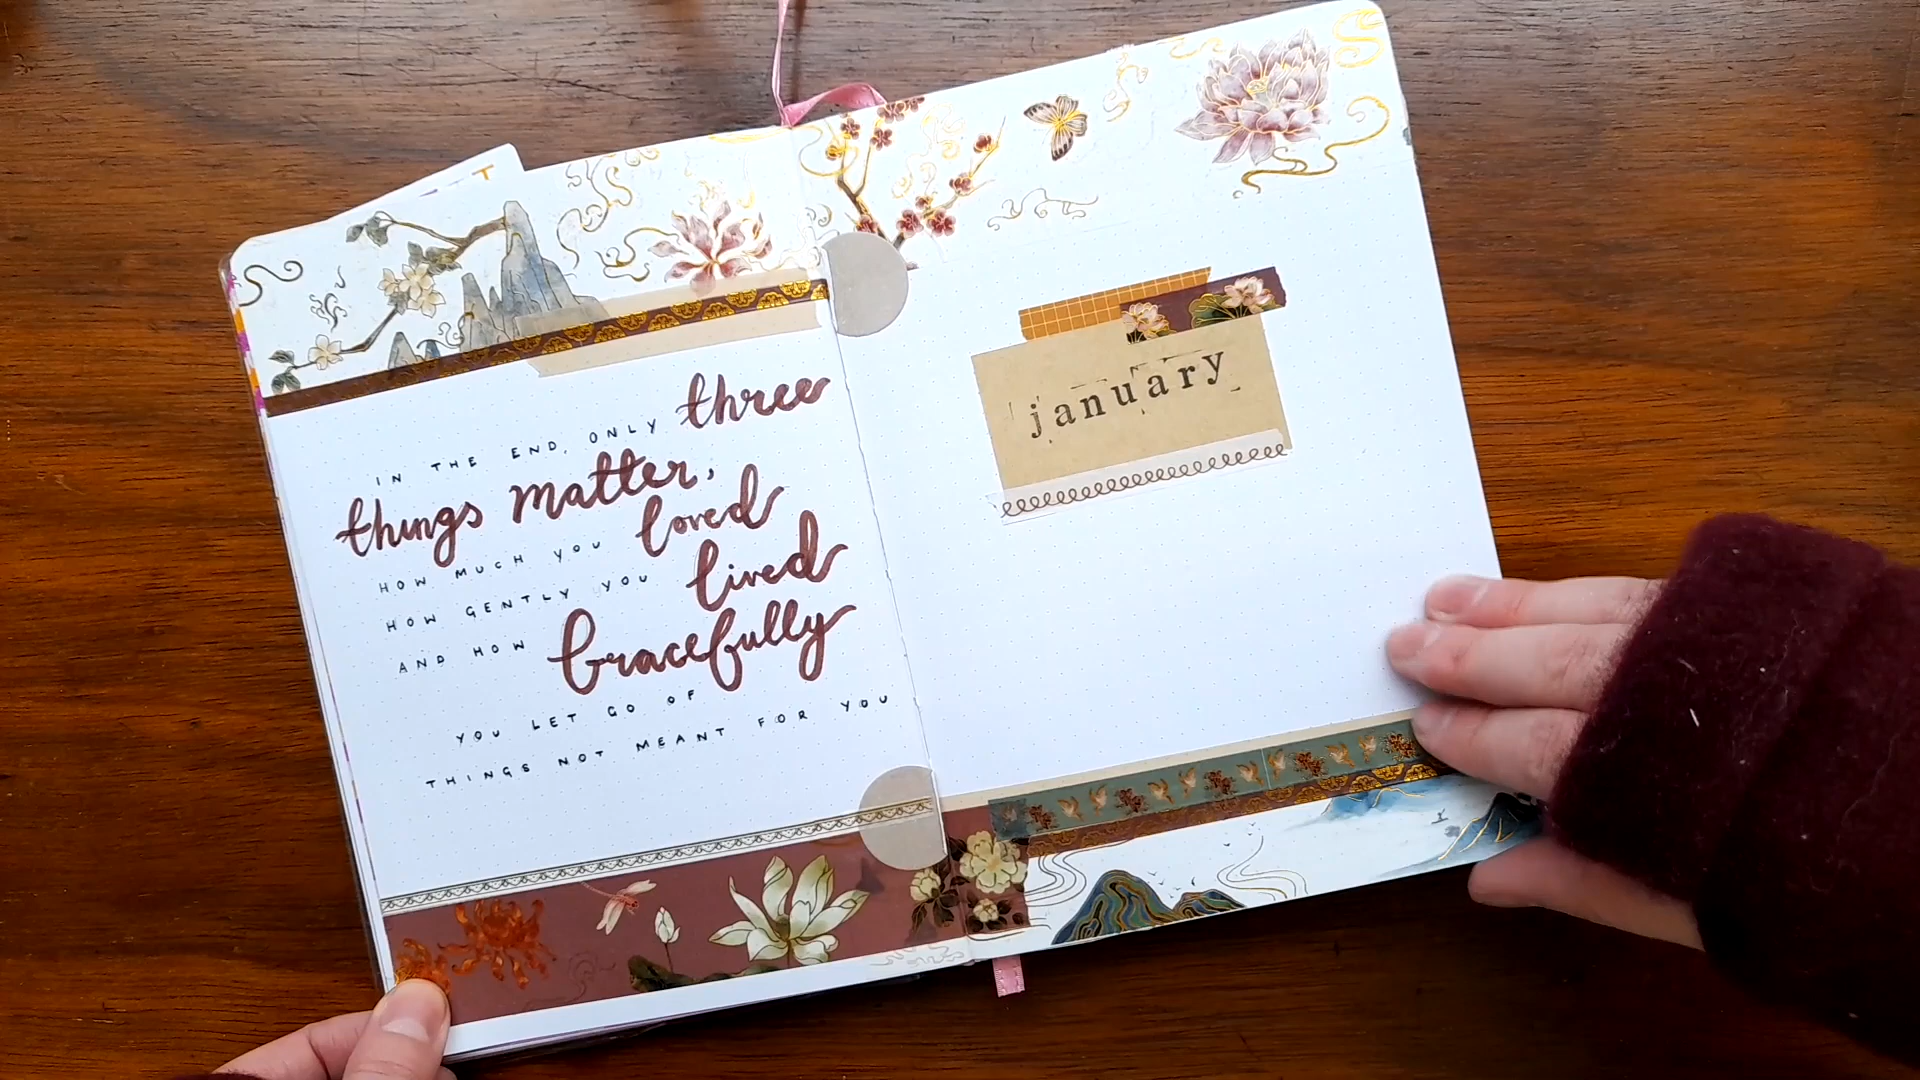 IN THE END, ONLY three
things matter,
HOW MUCH YOU loved
HOW GENTLY YOU lived
AND HOW gracefully
YOU LET GO OF
THINGS NOT MEANT FOR YOU
january
T